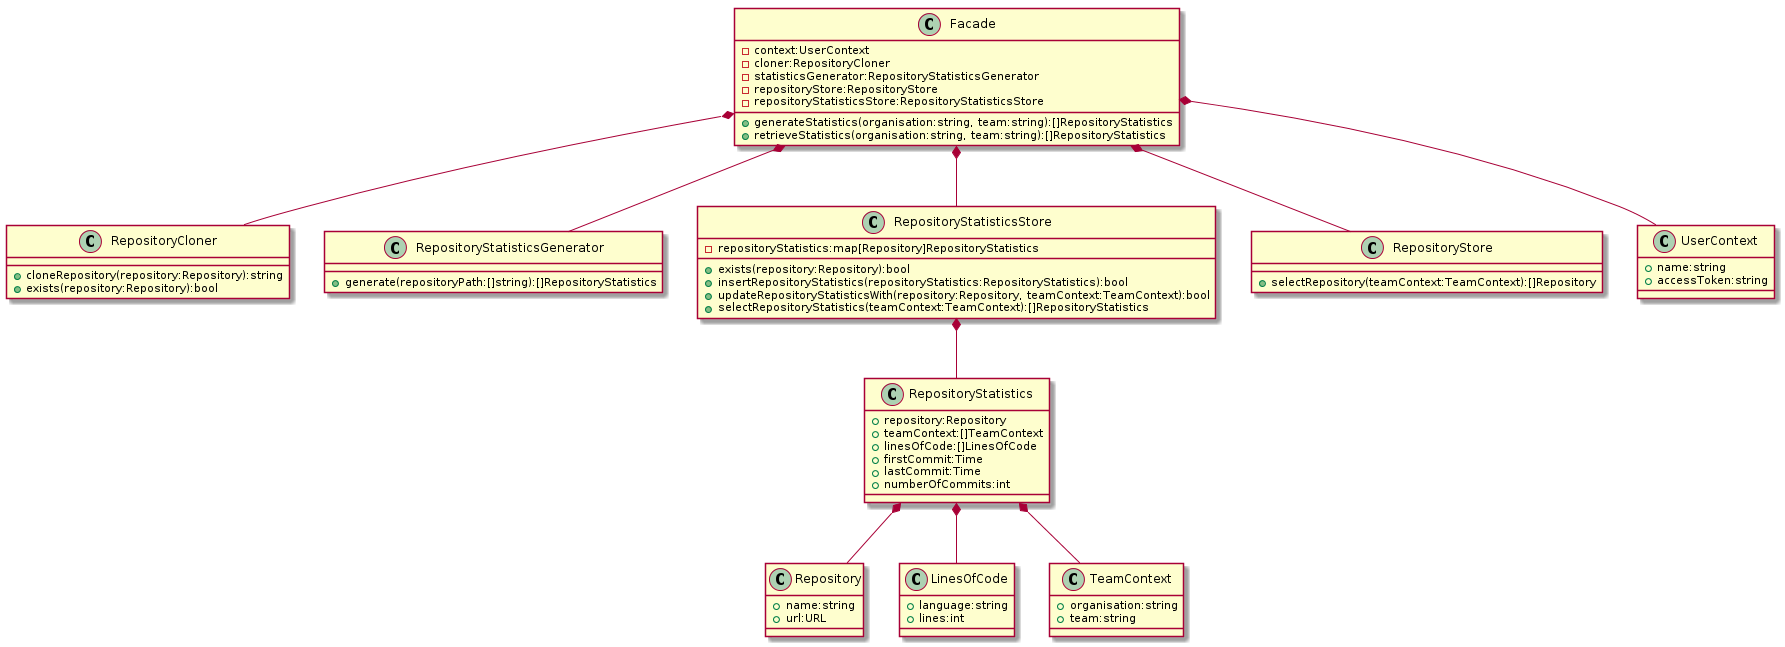 C Facade
context:UserContext
cloner:RepositoryCloner
statisticsGenerator:RepositoryStatisticsGenerator
repositoryStore:RepositoryStore
repositoryStatisticsStore:RepositoryStatisticsStore
generateStatistics(organisation:string, team:string):[]RepositoryStatistics
retrieveStatistics(organisation:string, team:string):[]RepositoryStatistics
C RepositoryCloner
cloneRepository(repository:Repository):string
exists(repository:Repository):bool
C RepositoryStatisticsGenerator
generate(repositoryPath:[]string):[]RepositoryStatistics
C RepositoryStatisticsStore
repositoryStatistics:map[Repository]RepositoryStatistics
exists(repository:Repository):bool
insertRepositoryStatistics(repositoryStatistics:RepositoryStatistics):bool
updateRepositoryStatisticsWith(repository:Repository, teamContext:TeamContext):bool
selectRepositoryStatistics(teamContext:TeamContext):[]RepositoryStatistics
C RepositoryStore
selectRepository(teamContext:TeamContext):[]Repository
C UserContext
name:string
accessToken:string
C RepositoryStatistics
repository:Repository
teamContext:[]TeamContext
linesOfCode:[]LinesOfCode
firstCommit:Time
lastCommit:Time
numberOfCommits:int
C Repository
name:string
url:URL
C LinesOfCode
language:string
lines:int
C TeamContext
organisation:string
team:string